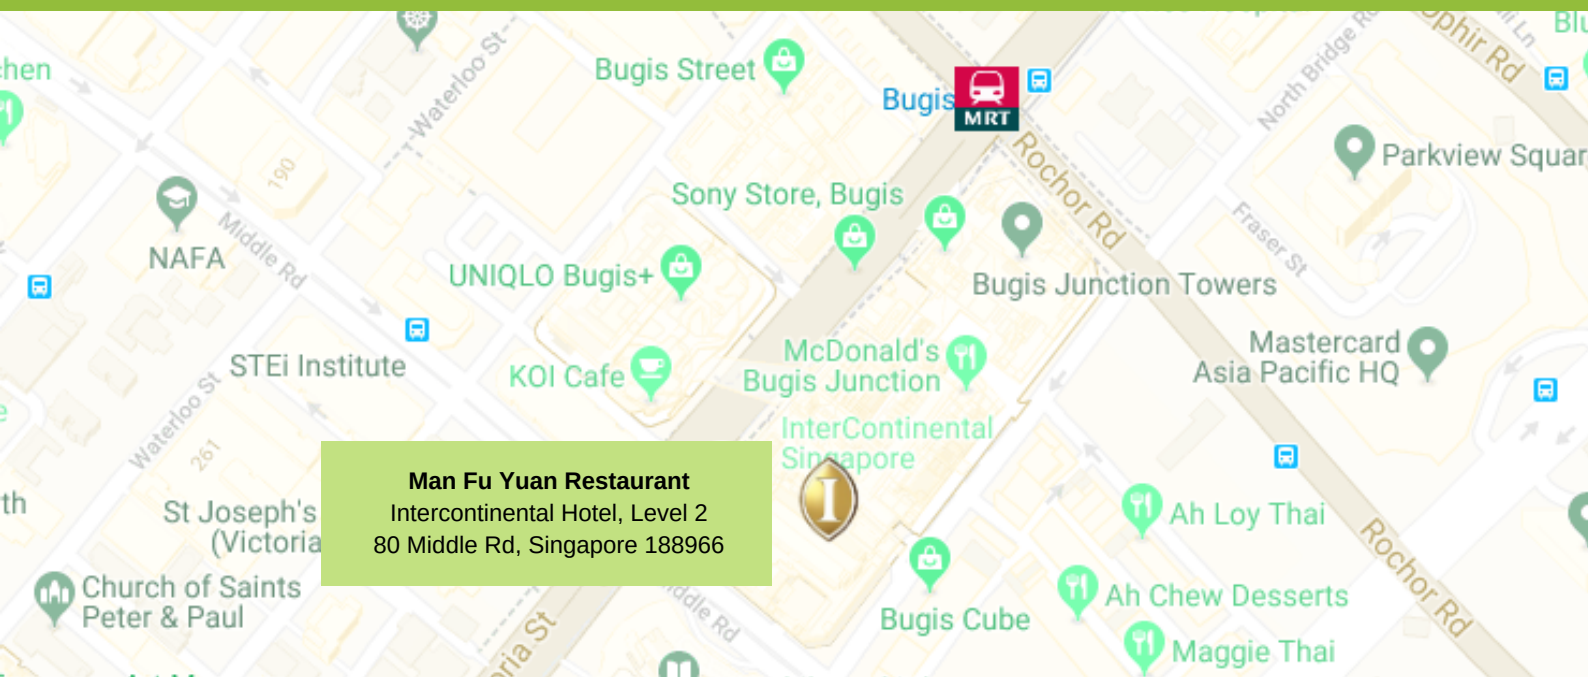 Bugis Street
Bugis
MRT
Waterloo St
North Bridge
Parkview
190
Sony Store, Bugis
Rochor Rd
Fraser St
NAFA
Middle Rd
UNIQLO Bugis+
Bugis Junction Towers
STEi Institute
KOI Cafe
McDonald's
Bugis Junction
Mastercard
Asia Pacific HQ
InterContinental
Singapore
Waterloo St
261
Man Fu Yuan Restaurant
Intercontinental Hotel, Level 2
80 Middle Rd, Singapore 188966
I
St Joseph's
(Victoria
Ah Loy Thai
Rochor Rd
Church of Saints
Peter & Paul
Rd
St
Bugis Cube
Ah Chew Desserts
Maggie Thai